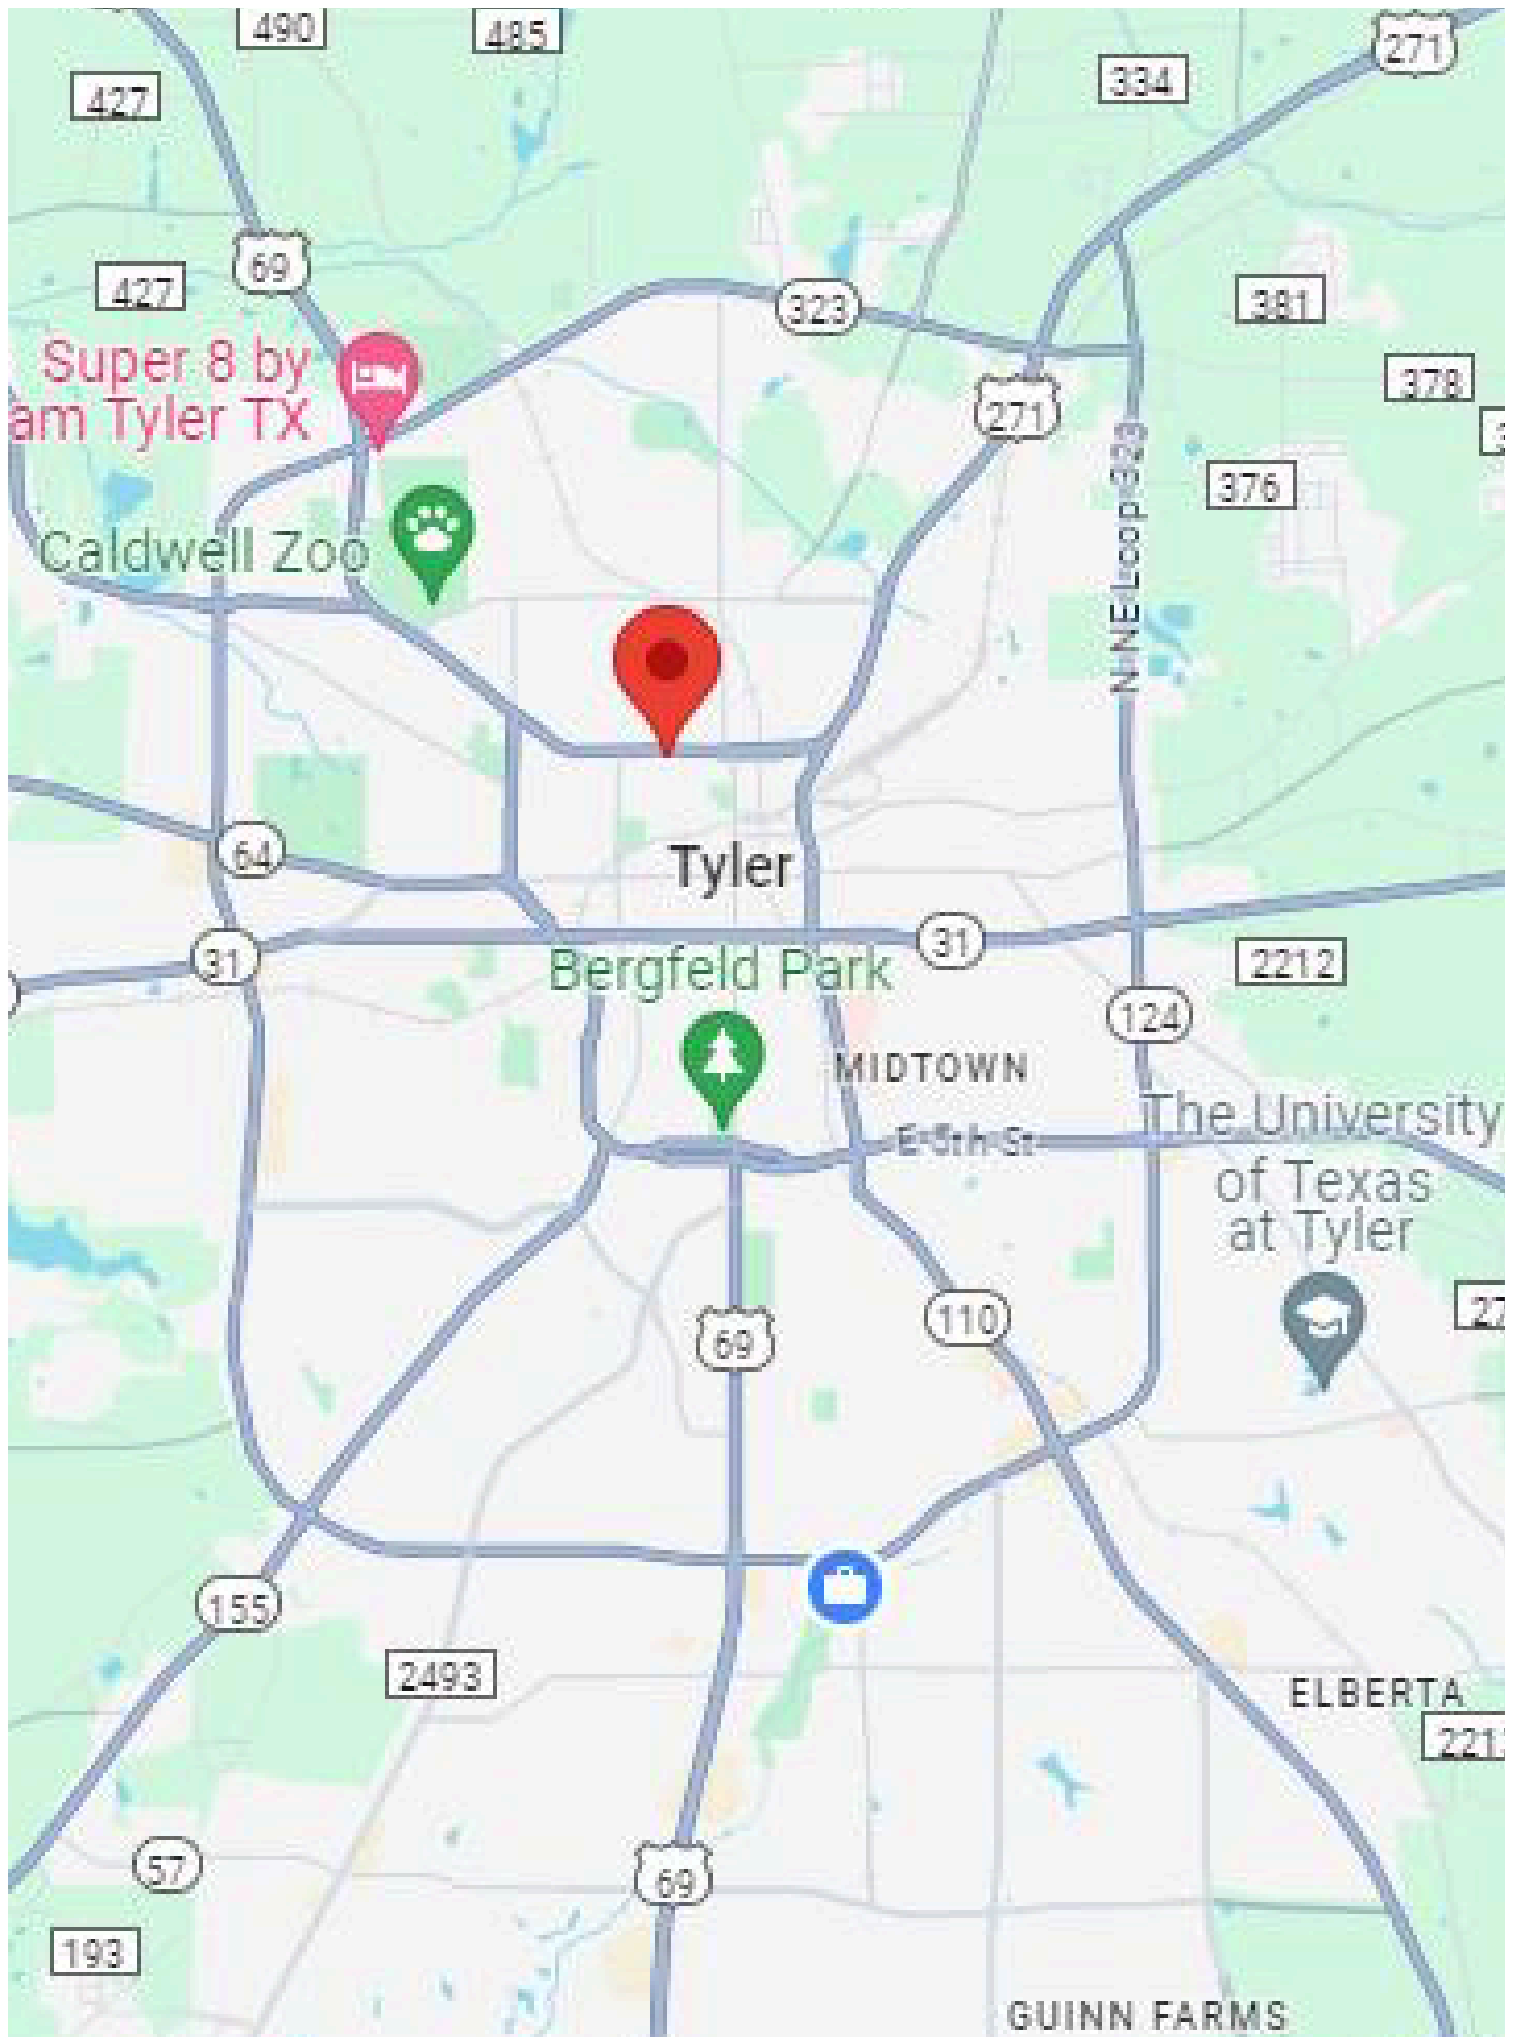 490
485
271
334
427
69
427
381
323
Super 8 by
am Tyler TX
378
271
376
N NE Loop 323
Caldwell Zoo
64
Tyler
31
31
Bergfeld Park
2212
124
MIDTOWN
E 5th St
The University
of Texas
at Tyler
69
110
27
155
2493
ELBERTA
221
57
69
193
GUINN FARMS